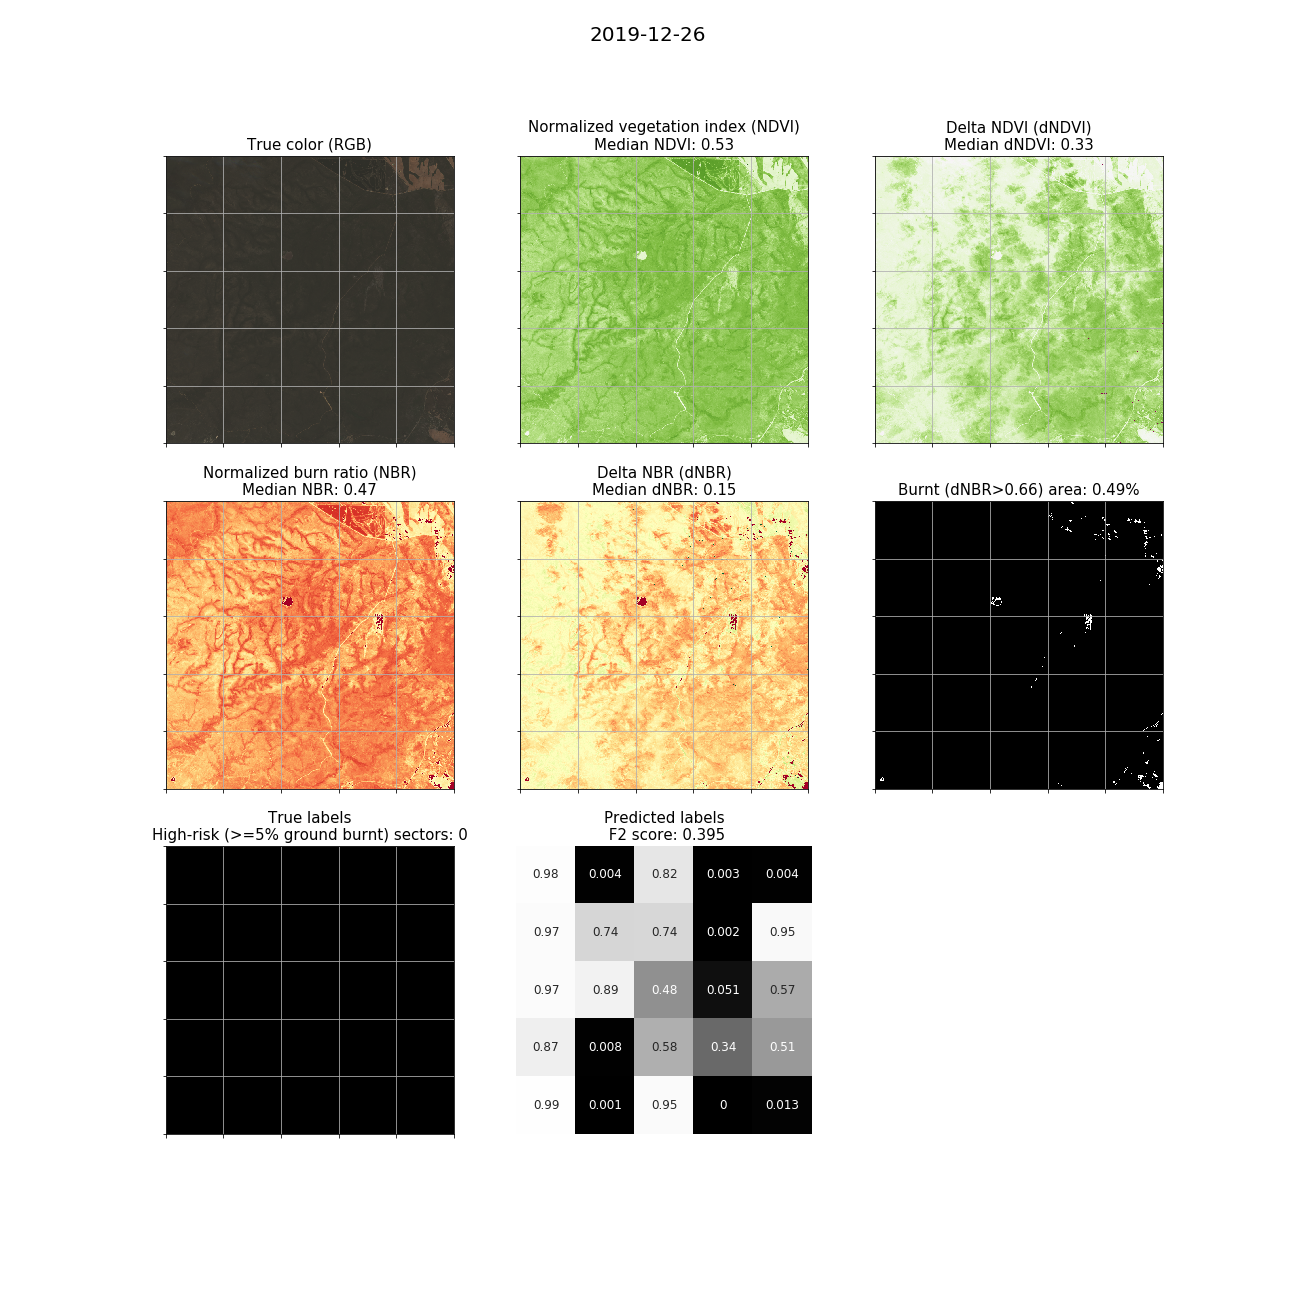 2019-12-26
True color (RGB)
Normalized vegetation index (NDVI)
Median NDVI: 0.53
Delta NDVI (dNDVI)
Median dNDVI: 0.33
Normalized burn ratio (NBR)
Median NBR: 0.47
Delta NBR (dNBR)
Median dNBR: 0.15
Burnt (dNBR>0.66) area: 0.49%
True labels
High-risk (>=5% ground burnt) sectors: 0
Predicted labels
F2 score: 0.395
0.98 0.004 0.82 0.003 0.004
0.97 0.74 0.74 0.002 0.95
0.97 0.89 0.48 0.051 0.57
0.87 0.008 0.58 0.34 0.51
0.99 0.001 0.95 0 0.013